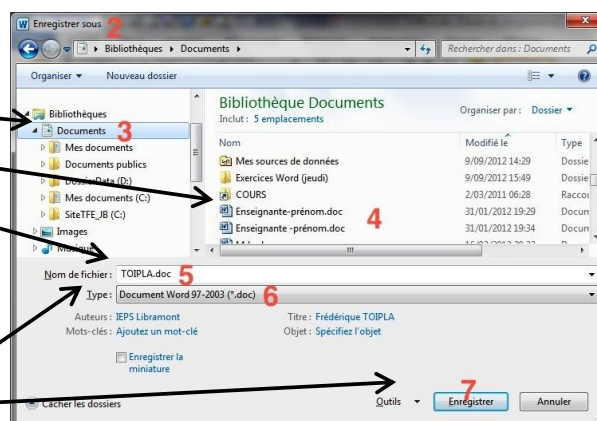 Enregistrer sous 2
Bibliothèques ▸ Documents ▸ Rechercher dans : Documents
Organiser ▾ Nouveau dossier
Bibliothèques
Documents 3
Mes documents
Documents publics
DossierData (D:)
Mes documents (C:)
SiteTFE_JB (C:)
Images
Musique
Bibliothèque Documents
Inclut : 5 emplacements
Organiser par : Dossier ▾
Nom Modifié le Type
Mes sources de données 9/09/2012 14:29 Dossie
Exercices Word (jeudi) 9/09/2012 15:49 Dossie
COURS 2/03/2011 06:28 Raccou
Enseignante-prénom.doc 31/01/2012 19:29 Docum
4
Enseignante -prénom.doc 31/01/2012 19:34 Docum
Nom de fichier : TOIPLA.doc 5
Type : Document Word 97-2003 (*.doc) 6
Auteurs : IEPS Libramont Titre : Frédérique TOIPLA
Mots-clés : Ajoutez un mot-clé Objet : Spécifiez l'objet
Enregistrer la
miniature
7
Cacher les dossiers Outils ▾ Enregistrer Annuler